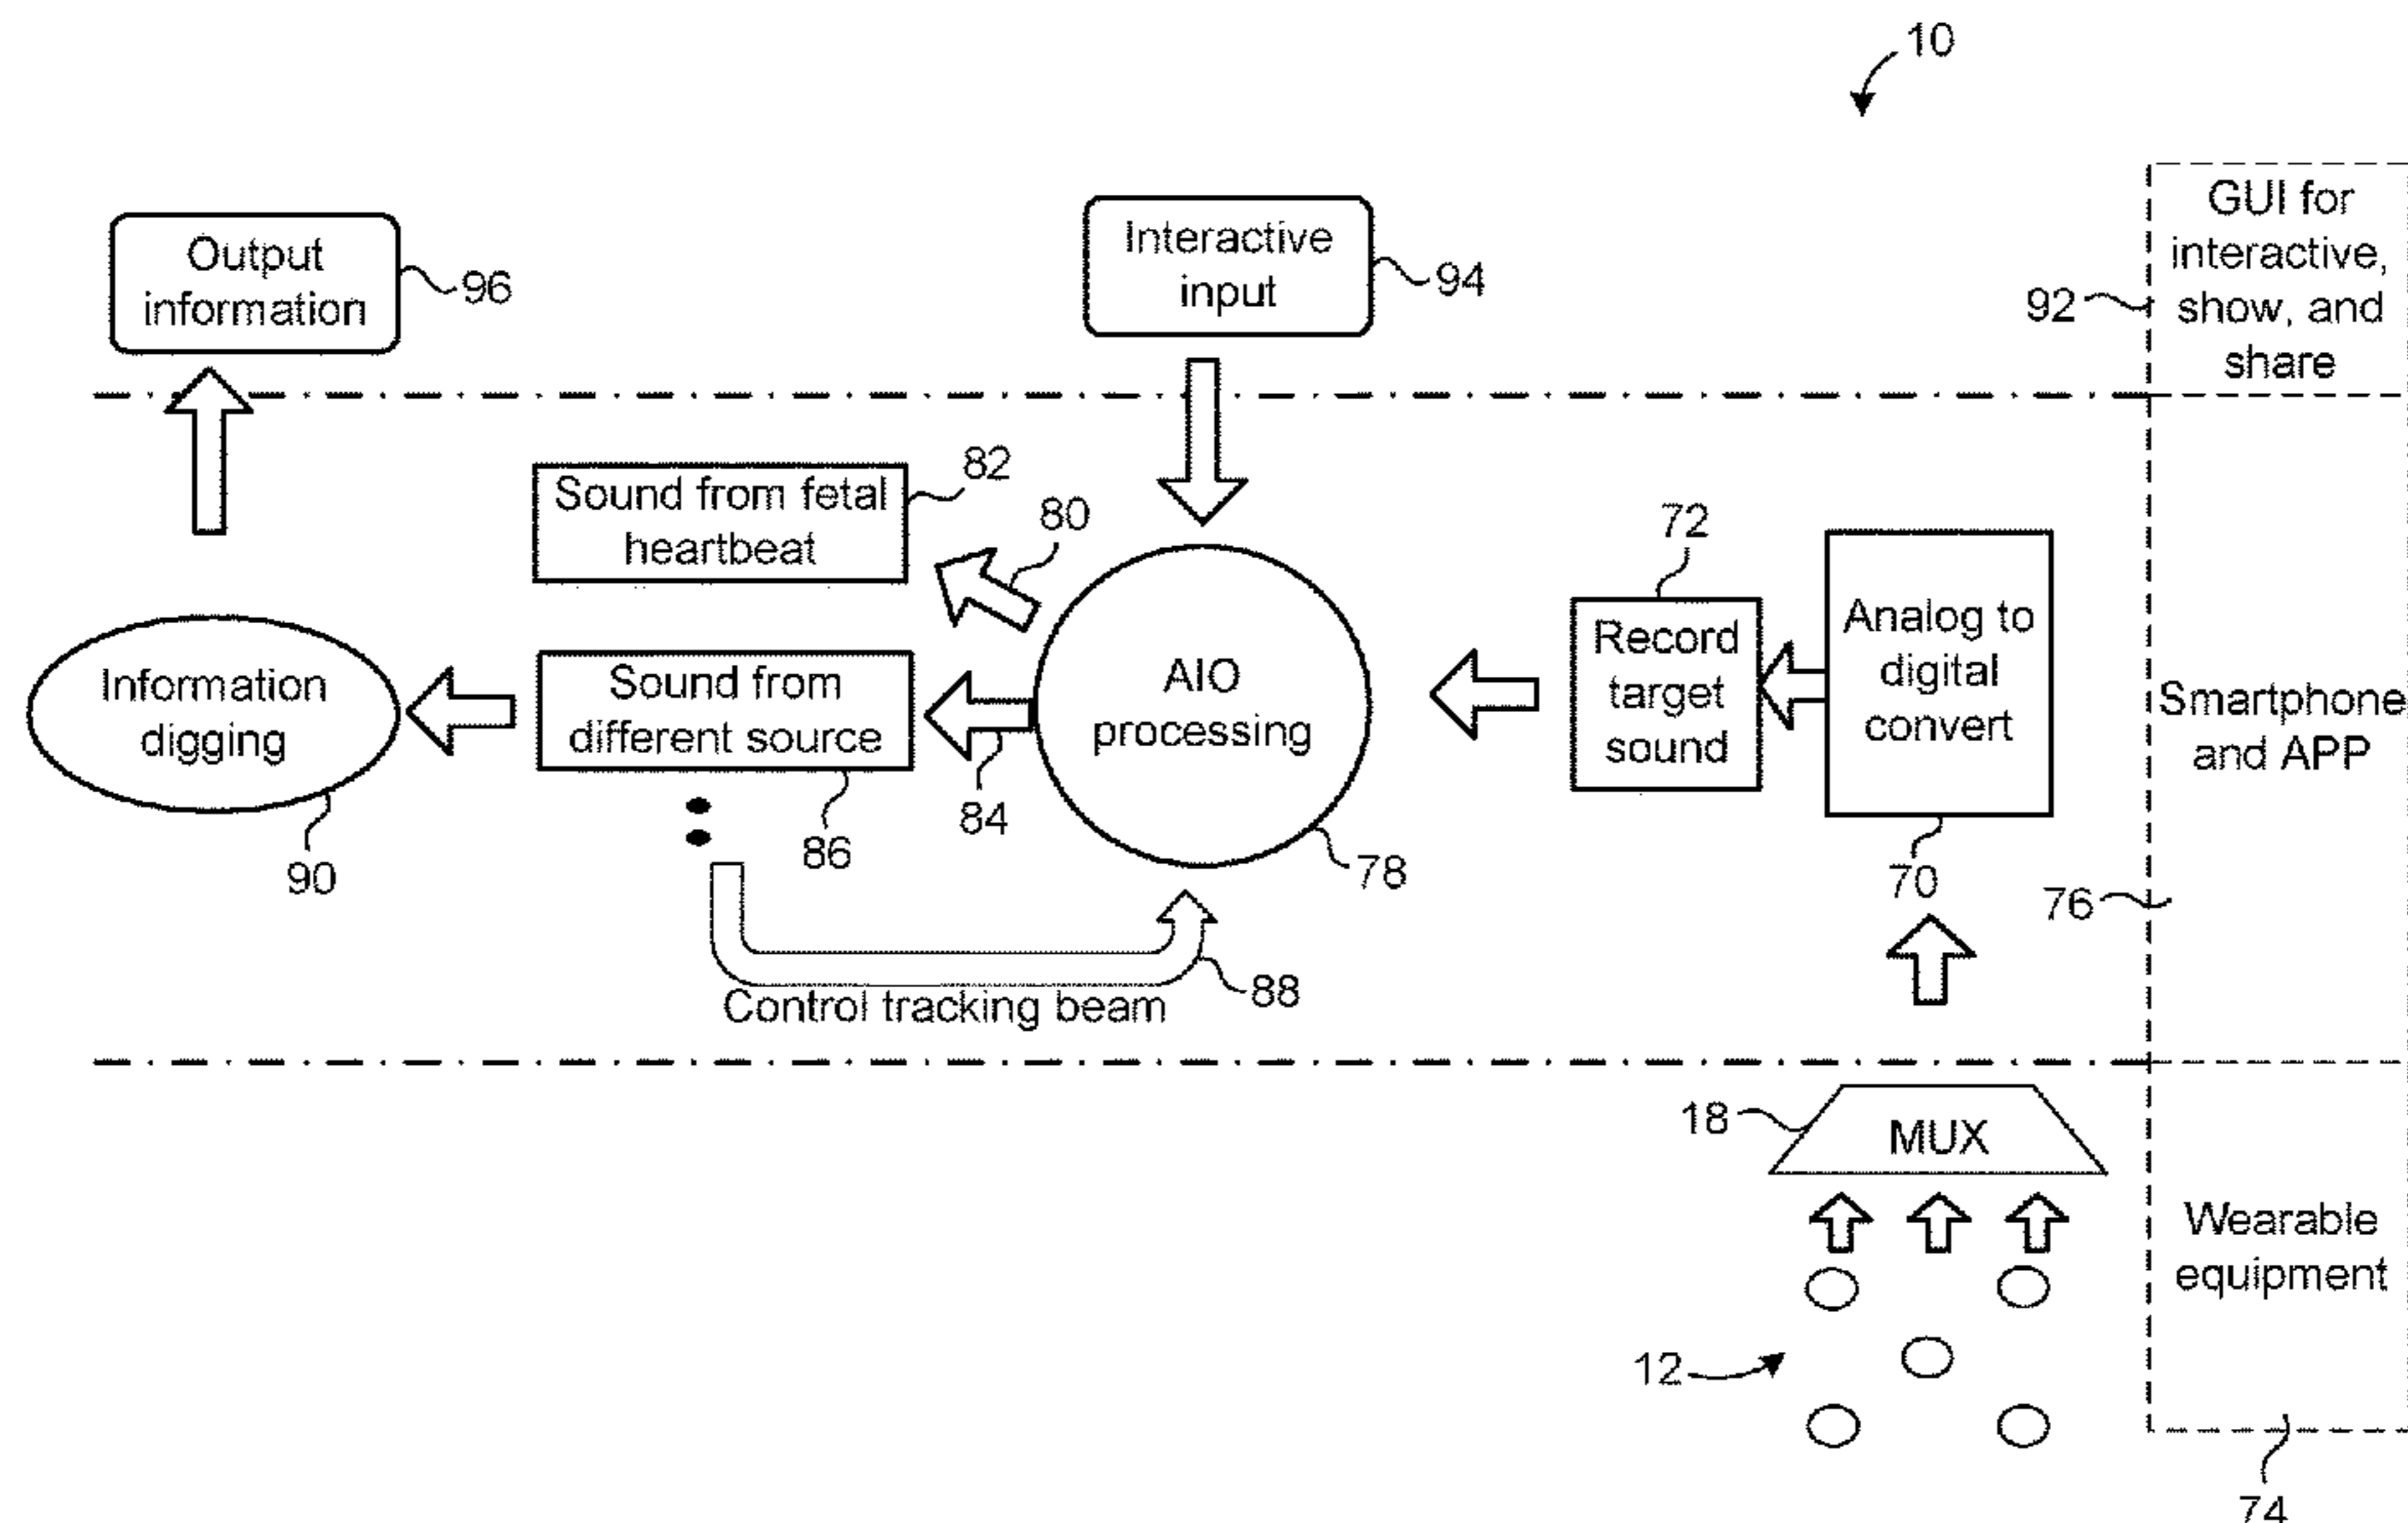 10
Output
information
96
Interactive
input
94
GUI for
interactive,
show, and
share
92
Sound from fetal
heartbeat
82
80
72
Record
target
sound
Analog to
digital
convert
70
Smartphone
and APP
76
AIO
processing
78
Sound from
different source
84
86
Information
digging
90
Control tracking beam
88
18
MUX
Wearable
equipment
12
74